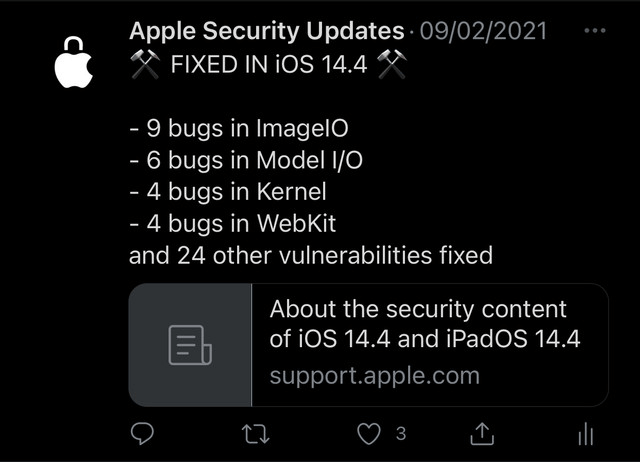 Apple Security Updates · 09/02/2021 ...
⚒ FIXED IN iOS 14.4 ⚒
- 9 bugs in ImageIO
- 6 bugs in Model I/O
- 4 bugs in Kernel
- 4 bugs in WebKit
and 24 other vulnerabilities fixed
About the security content
of iOS 14.4 and iPadOS 14.4
support.apple.com
3